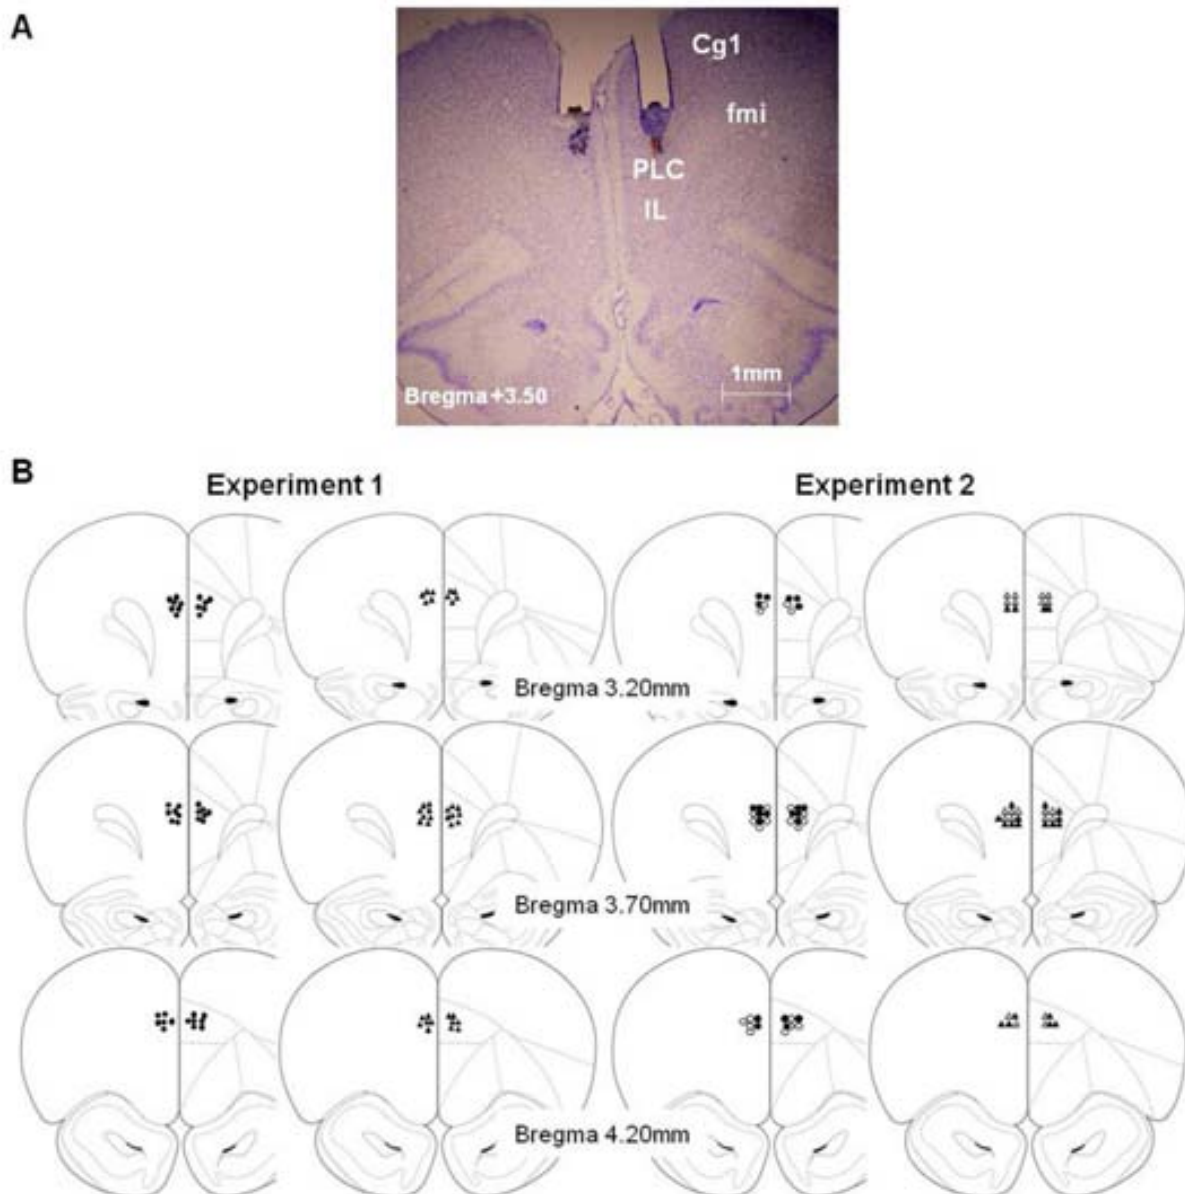 A
Cg1
fmi
PLC
IL
Bregma +3.50
1mm
B
Experiment 1
Experiment 2
Bregma 3.20mm
Bregma 3.70mm
Bregma 4.20mm